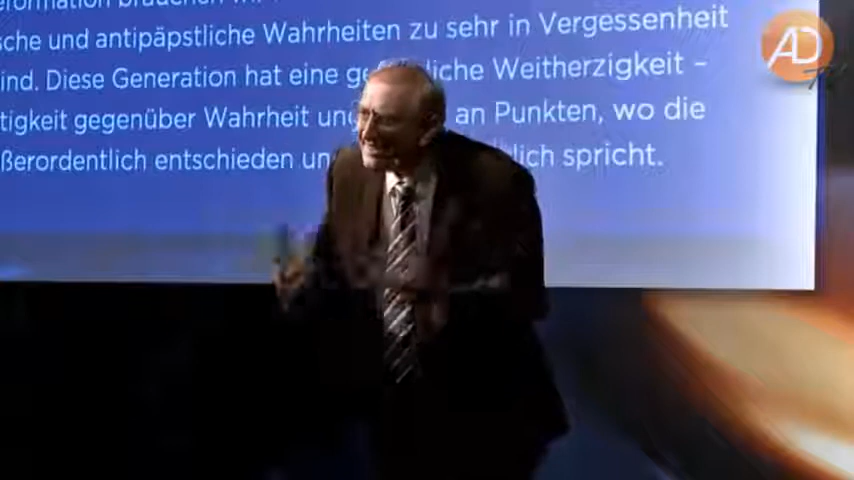 sche und antipäpstliche Wahrheiten zu sehr in Vergessenheit
ind. Diese Generation hat eine Weitherzigkeit –
tigkeit gegenüber Wahrheit an Punkten, wo die
ßerordentlich entschieden spricht.
AD
TV